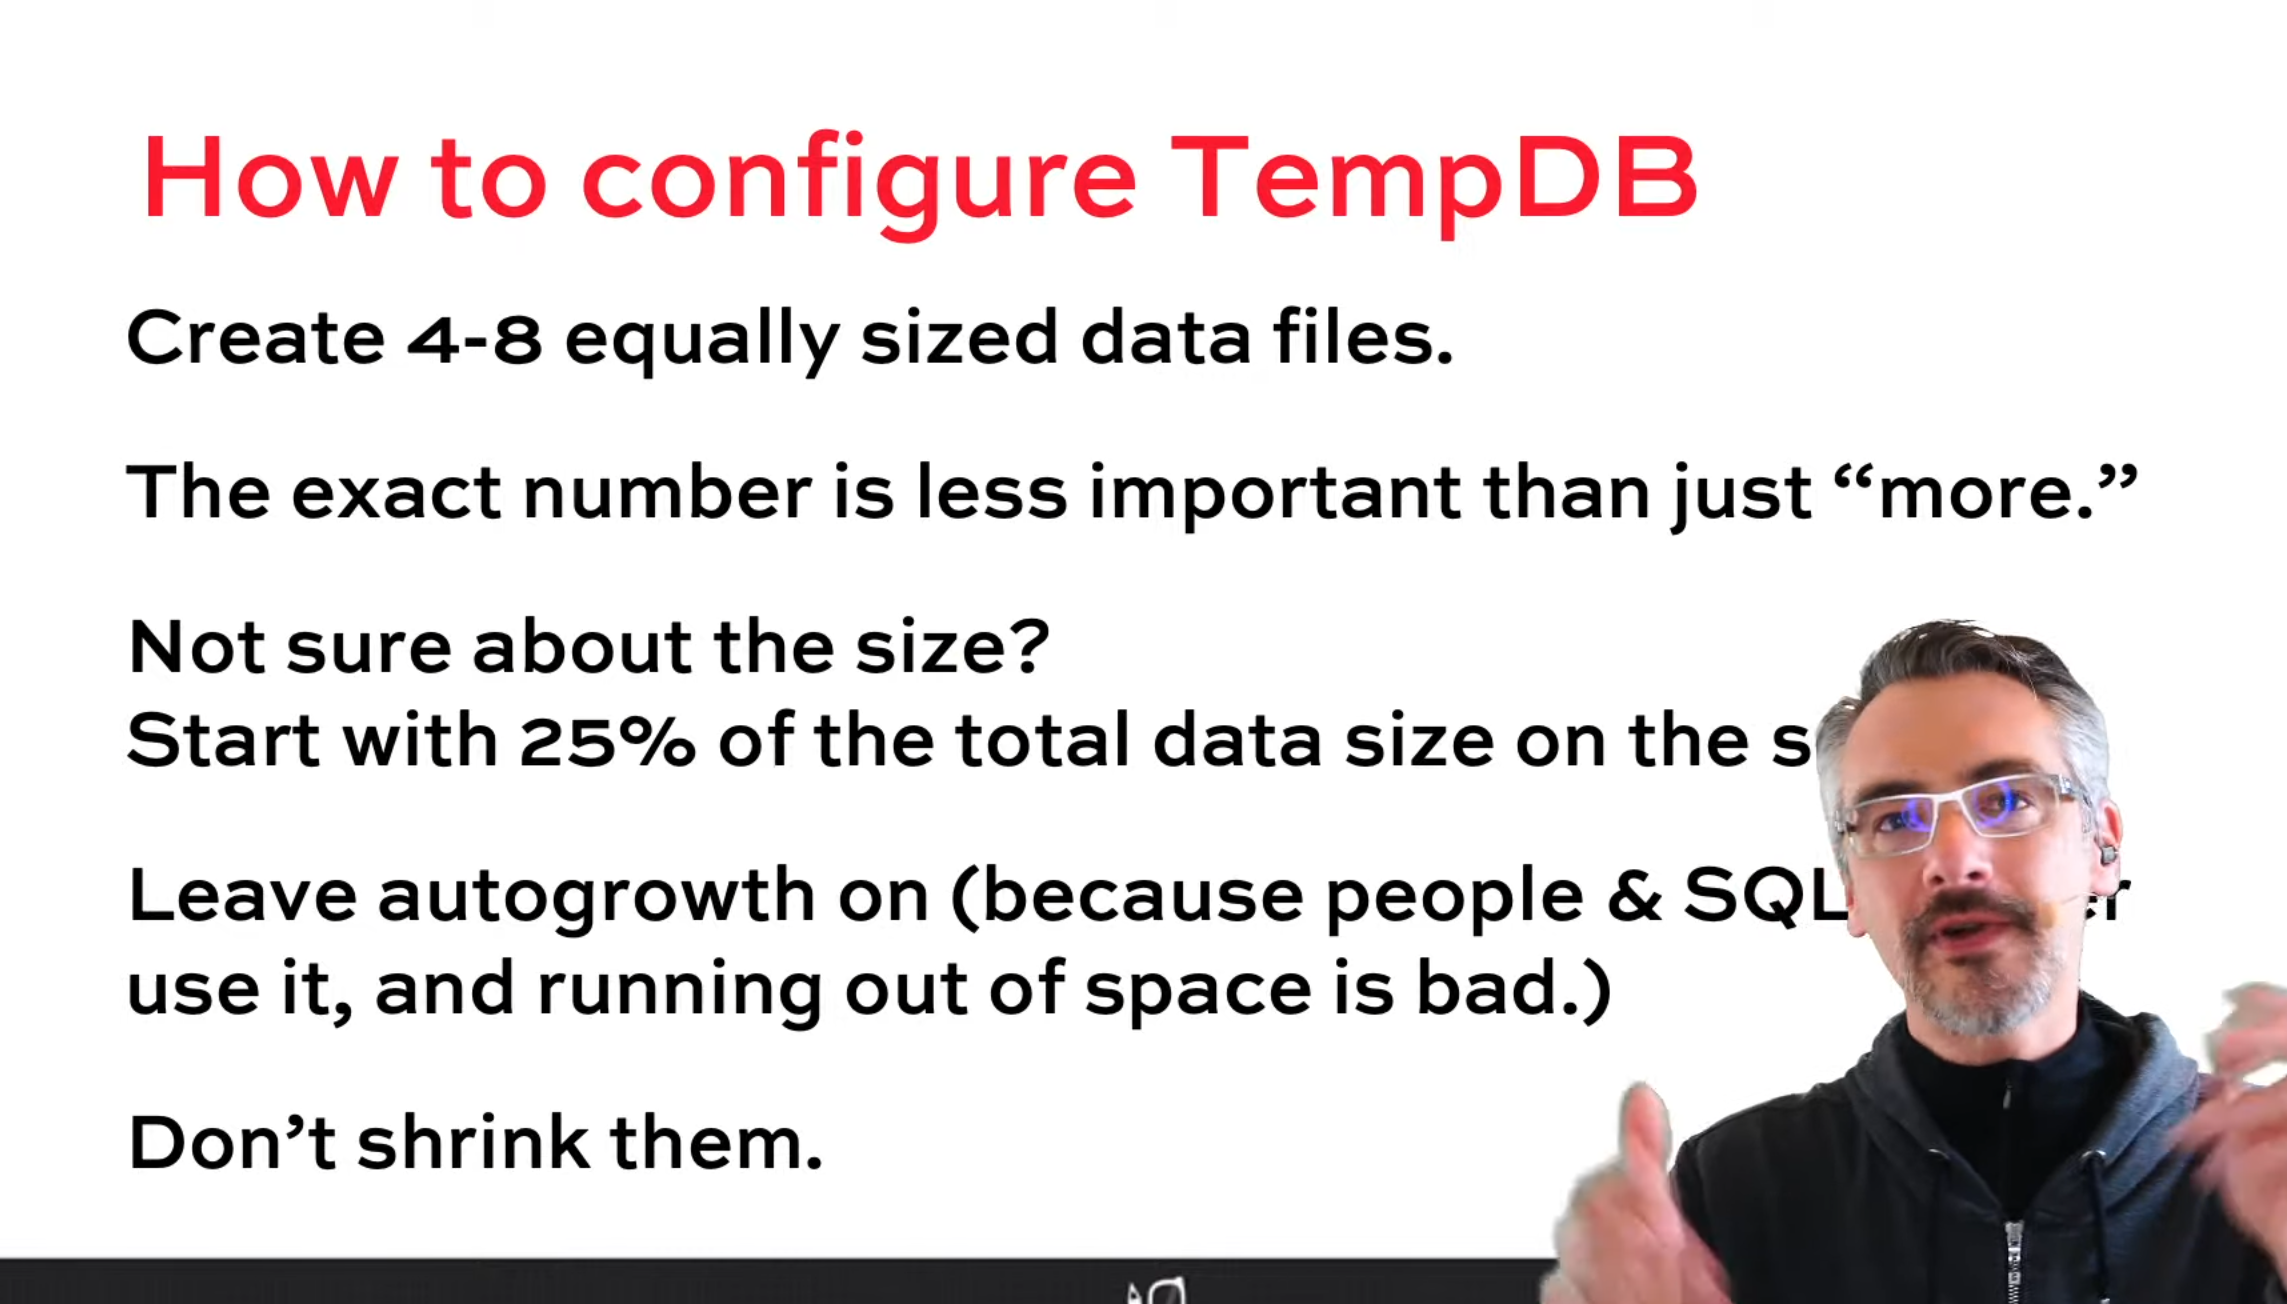 How to configure TempDB
Create 4-8 equally sized data files.
The exact number is less important than just “more.”
Not sure about the size?
Start with 25% of the total data size on the
Leave autogrowth on (because people & SQL
use it, and running out of space is bad.)
Don’t shrink them.